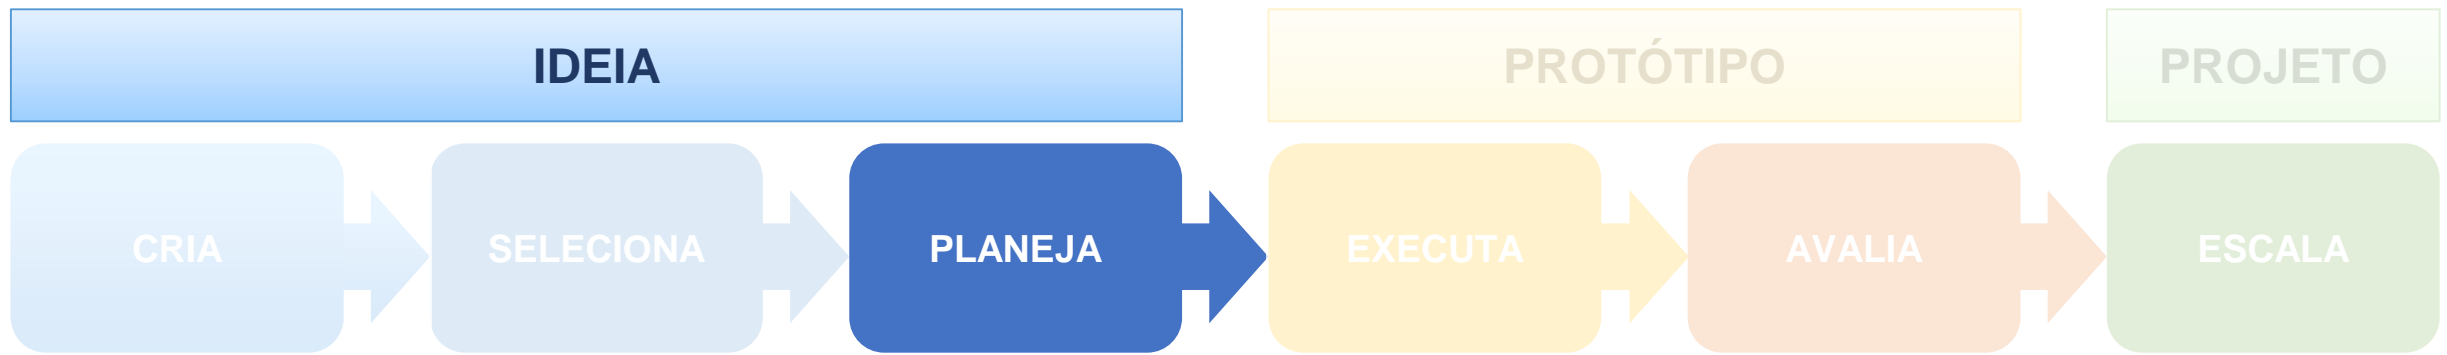 IDEIA
PROTÓTIPO
PROJETO
CRIA
SELECIONA
PLANEJA
EXECUTA
AVALIA
ESCALA